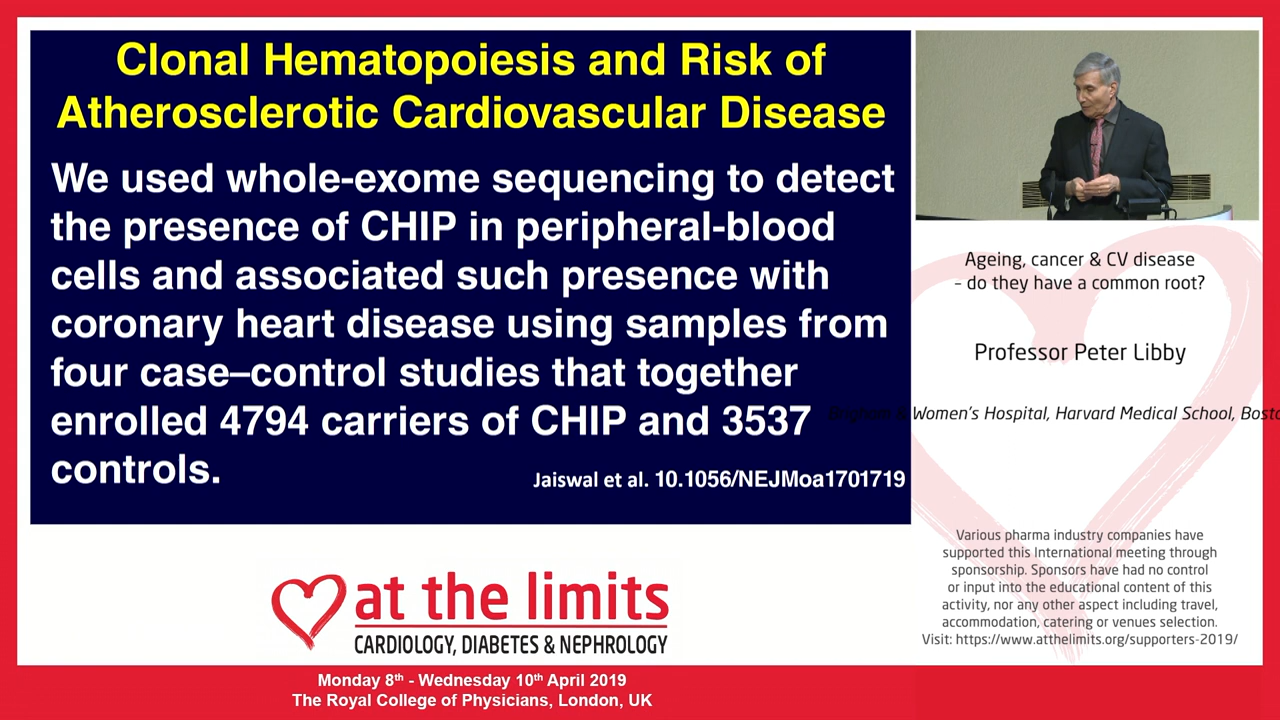 Clonal Hematopoiesis and Risk of
Atherosclerotic Cardiovascular Disease
We used whole-exome sequencing to detect
the presence of CHIP in peripheral-blood
cells and associated such presence with
coronary heart disease using samples from
four case–control studies that together
enrolled 4794 carriers of CHIP and 3537
controls.
Jaiswal et al. 10.1056/NEJMoa1701719
Ageing, cancer & CV disease
– do they have a common root?
Professor Peter Libby
& Women's Hospital, Harvard Medical School, Bosto
Various pharma industry companies have
supported this International meeting through
sponsorship. Sponsors have had no control
or input into the educational content of this
activity, nor any other aspect including travel,
accommodation, catering or venues selection.
Visit: https://www.atthelimits.org/supporters-2019/
at the limits
CARDIOLOGY, DIABETES & NEPHROLOGY
Monday 8th - Wednesday 10th April 2019
The Royal College of Physicians, London, UK